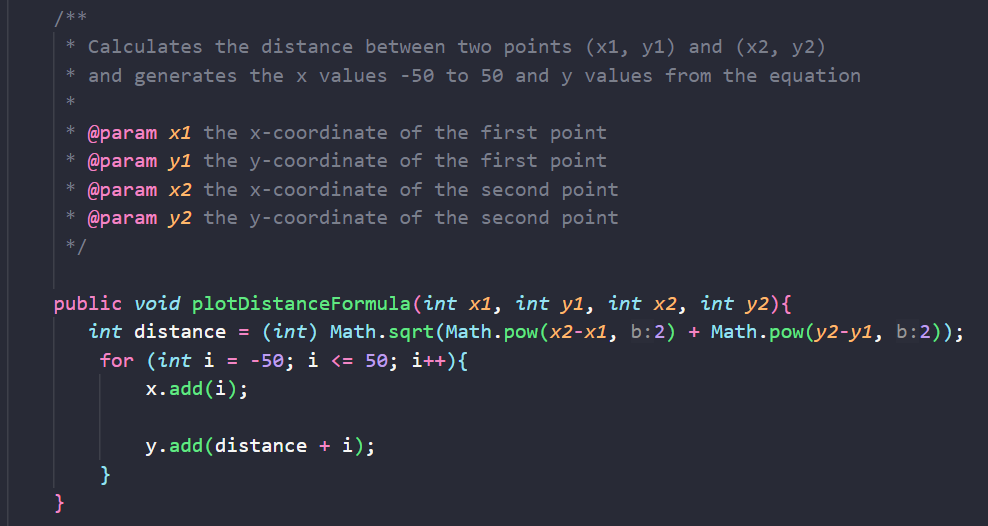 /**
 * Calculates the distance between two points (x1, y1) and (x2, y2)
 * and generates the x values -50 to 50 and y values from the equation
 *
 * @param x1 the x-coordinate of the first point
 * @param y1 the y-coordinate of the first point
 * @param x2 the x-coordinate of the second point
 * @param y2 the y-coordinate of the second point
 */
public void plotDistanceFormula(int x1, int y1, int x2, int y2){
   int distance = (int) Math.sqrt(Math.pow(x2-x1, b:2) + Math.pow(y2-y1, b:2));
    for (int i = -50; i <= 50; i++){
        x.add(i);
        y.add(distance + i);
    }
}